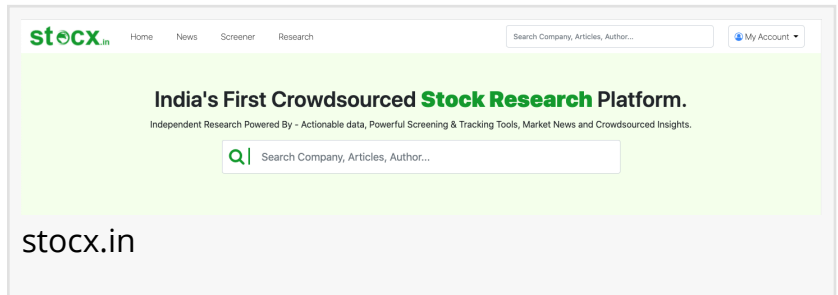 stocx.in Home News Screener Research Search Company, Articles, Author... My Account
India's First Crowdsourced Stock Research Platform.
Independent Research Powered By - Actionable data, Powerful Screening & Tracking Tools, Market News and Crowdsourced Insights.
Search Company, Articles, Author...
stocx.in